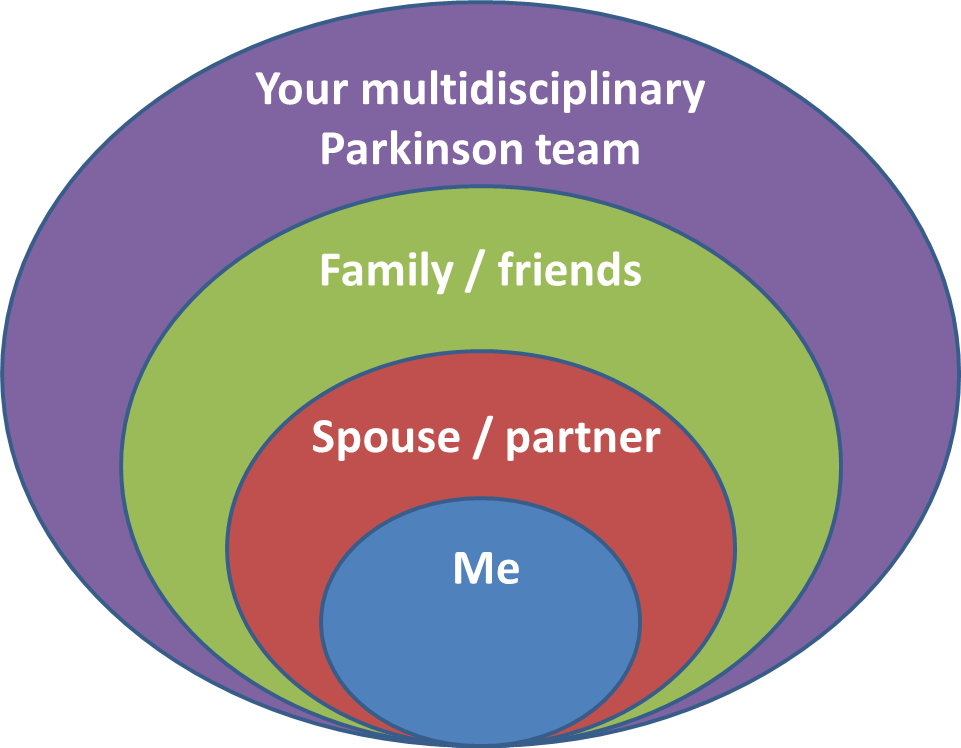 Your multidisciplinary
Parkinson team
Family / friends
Spouse / partner
Me